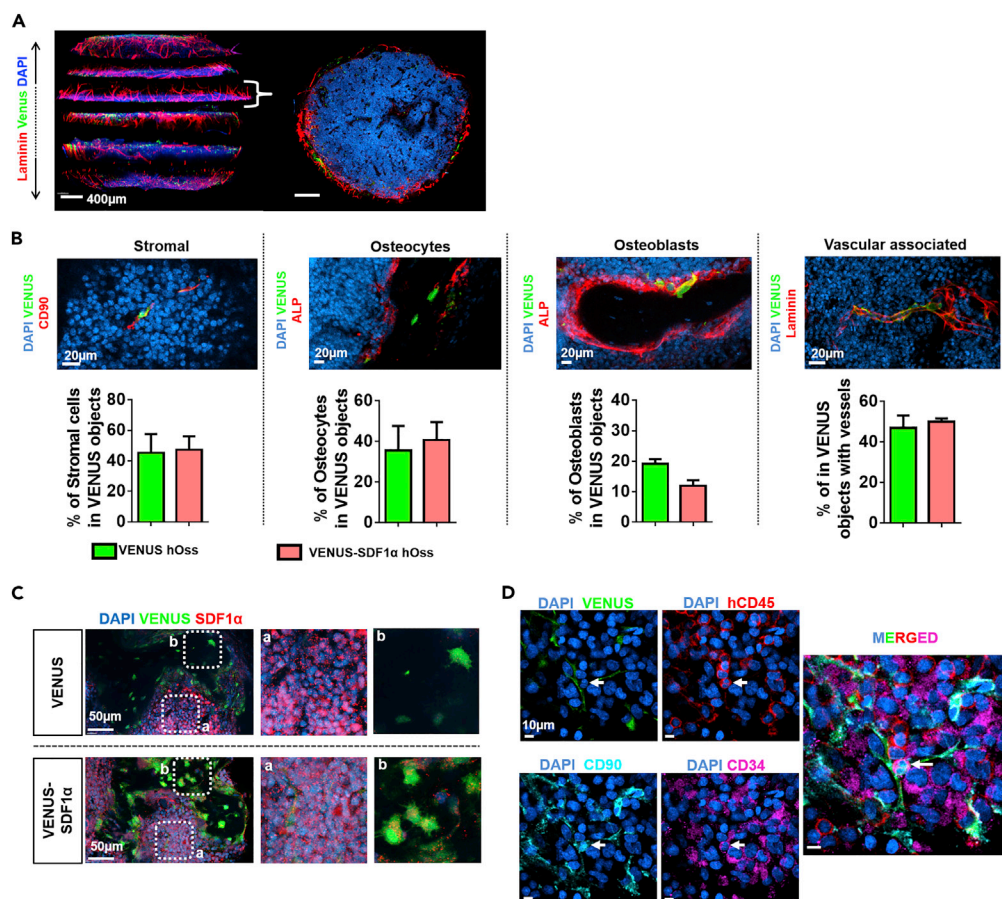 A
Laminin Venus DAPI
400μm
B
Stromal
Osteocytes
Osteoblasts
Vascular associated
DAPI VENUS
CD90
20μm
DAPI VENUS
ALP
20μm
DAPI VENUS
ALP
20μm
DAPI VENUS
Laminin
20μm
% of Stromal cells
in VENUS objects
80
60
40
20
0
% of Osteocytes
in VENUS objects
60
40
20
0
% of Osteoblasts
in VENUS objects
40
30
20
10
0
% of in VENUS
objects with vessels
60
40
20
0
VENUS hOss
VENUS-SDF1α hOss
C
DAPI VENUS SDF1α
VENUS
b
a
50μm
a
b
VENUS-
SDF1α
b
a
50μm
a
b
D
DAPI VENUS
DAPI hCD45
10μm
DAPI CD90
DAPI CD34
MERGED